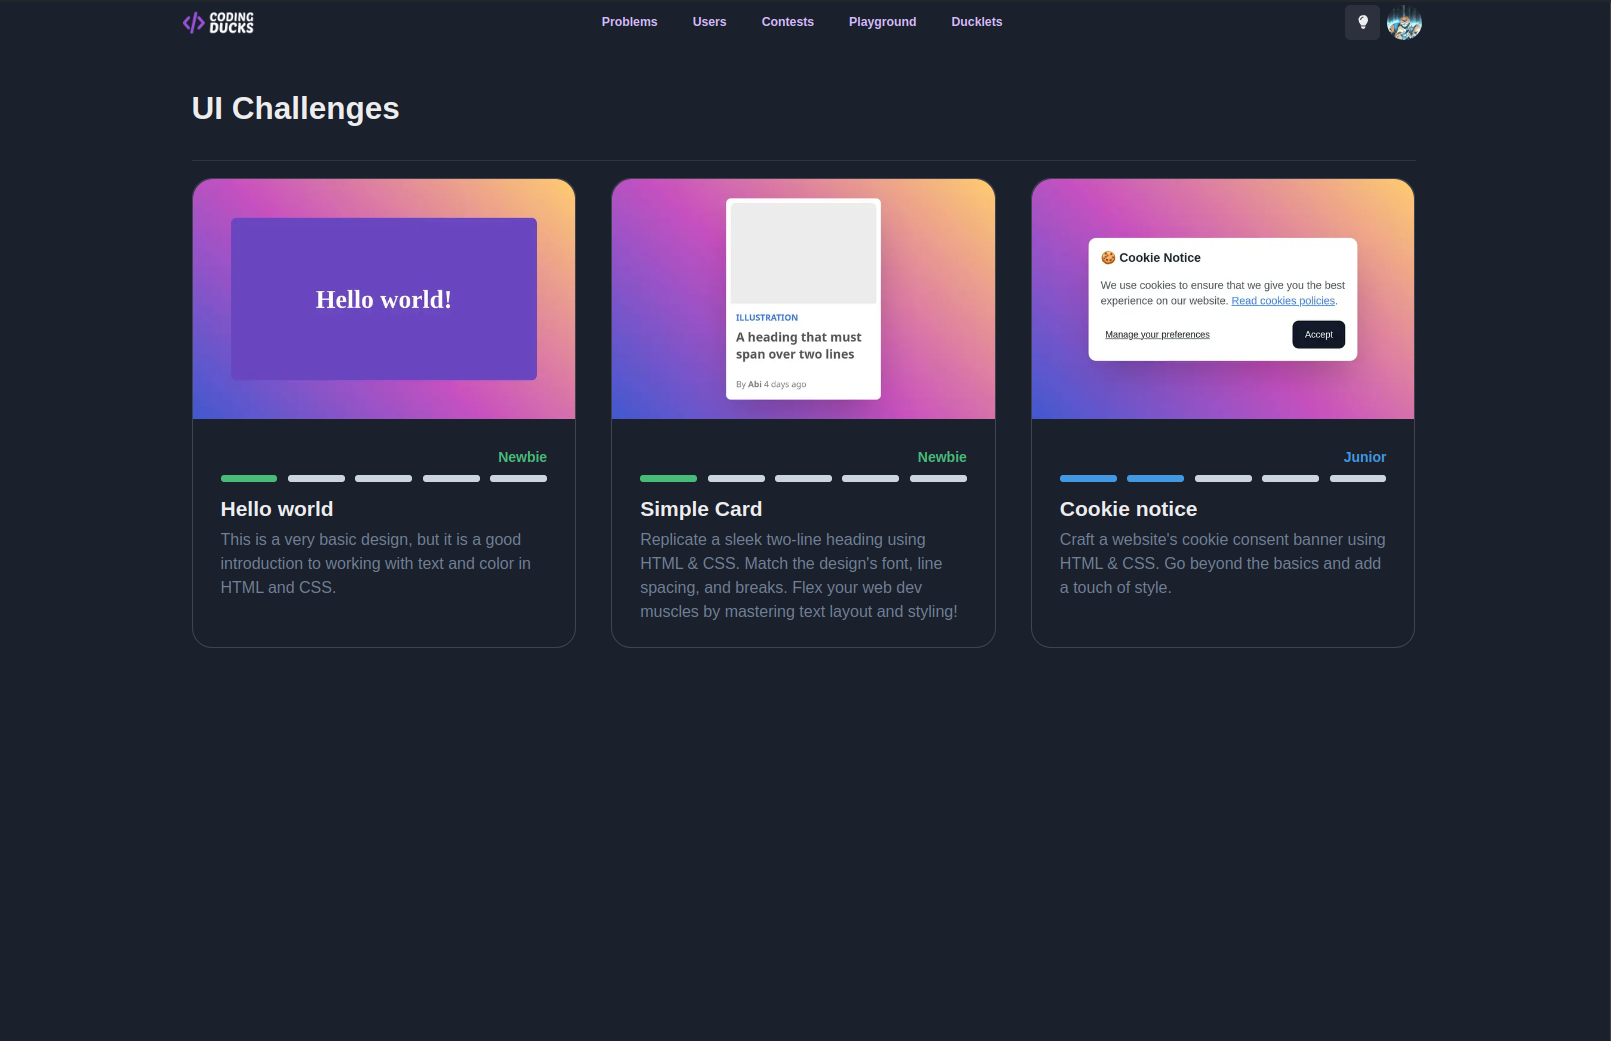 CODING
DUCKS
Problems Users Contests Playground Ducklets
UI Challenges
Hello world!
Newbie
Hello world
This is a very basic design, but it is a good
introduction to working with text and color in
HTML and CSS.
ILLUSTRATION
A heading that must
span over two lines
By Abi 4 days ago
Newbie
Simple Card
Replicate a sleek two-line heading using
HTML & CSS. Match the design's font, line
spacing, and breaks. Flex your web dev
muscles by mastering text layout and styling!
🍪 Cookie Notice
We use cookies to ensure that we give you the best
experience on our website. Read cookies policies.
Manage your preferences Accept
Junior
Cookie notice
Craft a website's cookie consent banner using
HTML & CSS. Go beyond the basics and add
a touch of style.